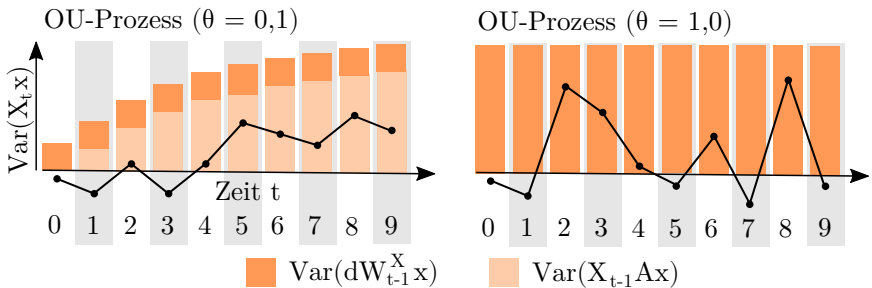 OU-Prozess (θ = 0,1)
Var(Xₜx)
Zeit t
0 1 2 3 4 5 6 7 8 9
OU-Prozess (θ = 1,0)
0 1 2 3 4 5 6 7 8 9
Var(dWˣₜ₋₁x)
Var(Xₜ₋₁Ax)